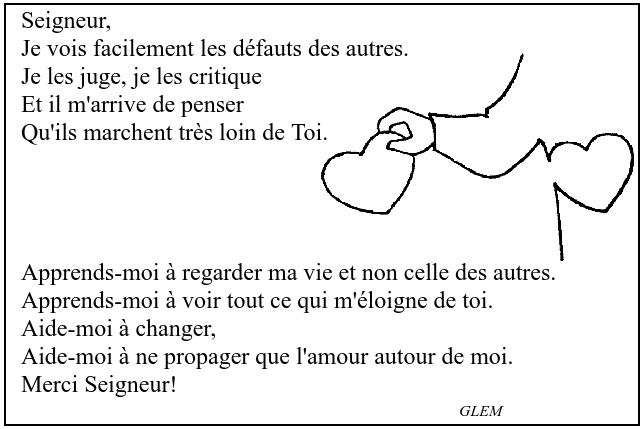 Seigneur,
Je vois facilement les défauts des autres.
Je les juge, je les critique
Et il m'arrive de penser
Qu'ils marchent très loin de Toi.
Apprends-moi à regarder ma vie et non celle des autres.
Apprends-moi à voir tout ce qui m'éloigne de toi.
Aide-moi à changer,
Aide-moi à ne propager que l'amour autour de moi.
Merci Seigneur!
GLEM